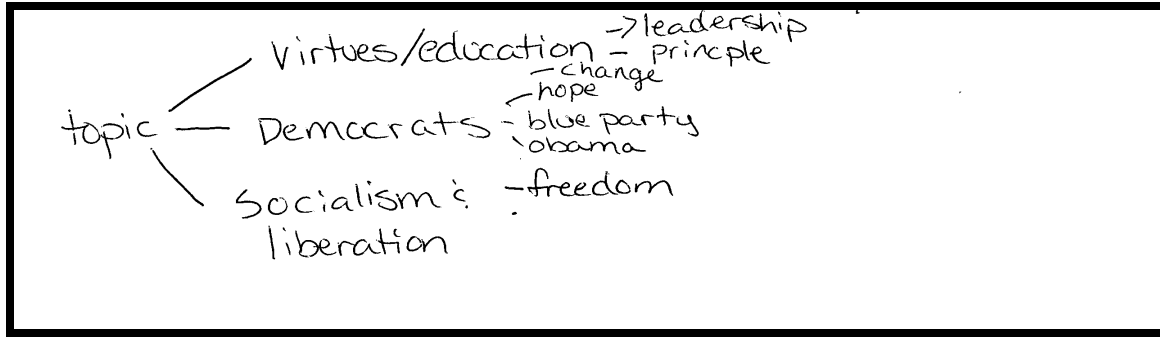 ->leadership
Virtues/education - princple
-change
-hope
topic - Democrats - blue party
-obama
Socialism & -freedom
liberation